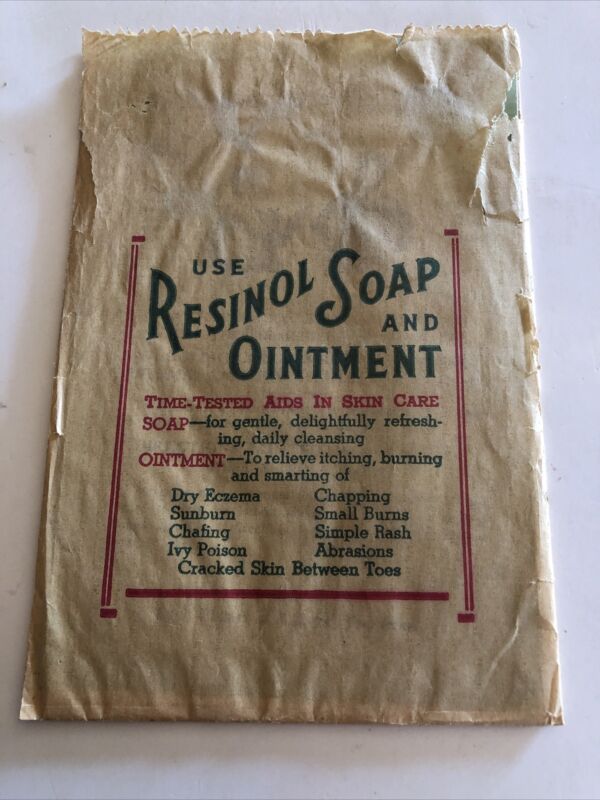 USE
RESINOL SOAP
AND
OINTMENT
TIME-TESTED AIDS IN SKIN CARE
SOAP—for gentle, delightfully refresh-
ing, daily cleansing
OINTMENT—To relieve itching, burning
and smarting of
Dry Eczema Chapping
Sunburn Small Burns
Chafing Simple Rash
Ivy Poison Abrasions
Cracked Skin Between Toes